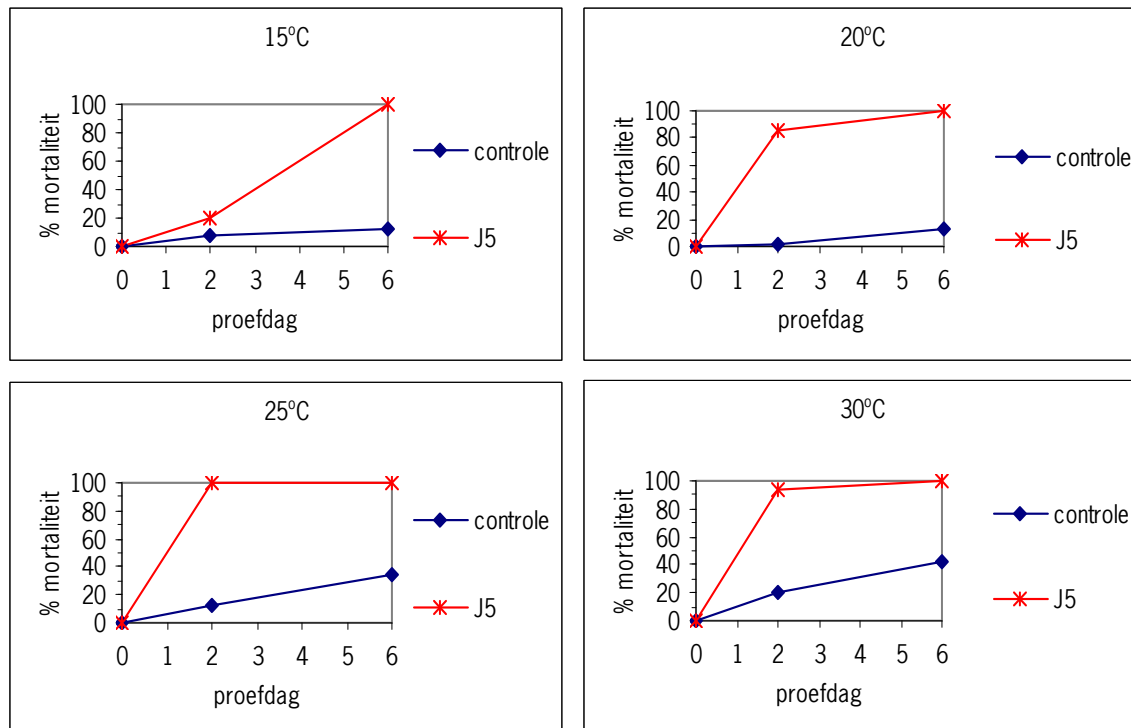 15ºC
% mortaliteit
100
80
60
40
20
0
0 1 2 3 4 5 6
proefdag
controle
J5
20ºC
% mortaliteit
100
80
60
40
20
0
0 1 2 3 4 5 6
proefdag
controle
J5
25ºC
% mortaliteit
100
80
60
40
20
0
0 1 2 3 4 5 6
proefdag
controle
J5
30ºC
% mortaliteit
100
80
60
40
20
0
0 1 2 3 4 5 6
proefdag
controle
J5